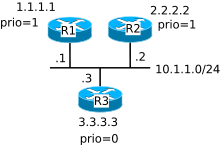 1.1.1.1
2.2.2.2
prio=1
prio=1
R1
R2
.1
.2
10.1.1.0/24
.3
R3
3.3.3.3
prio=0